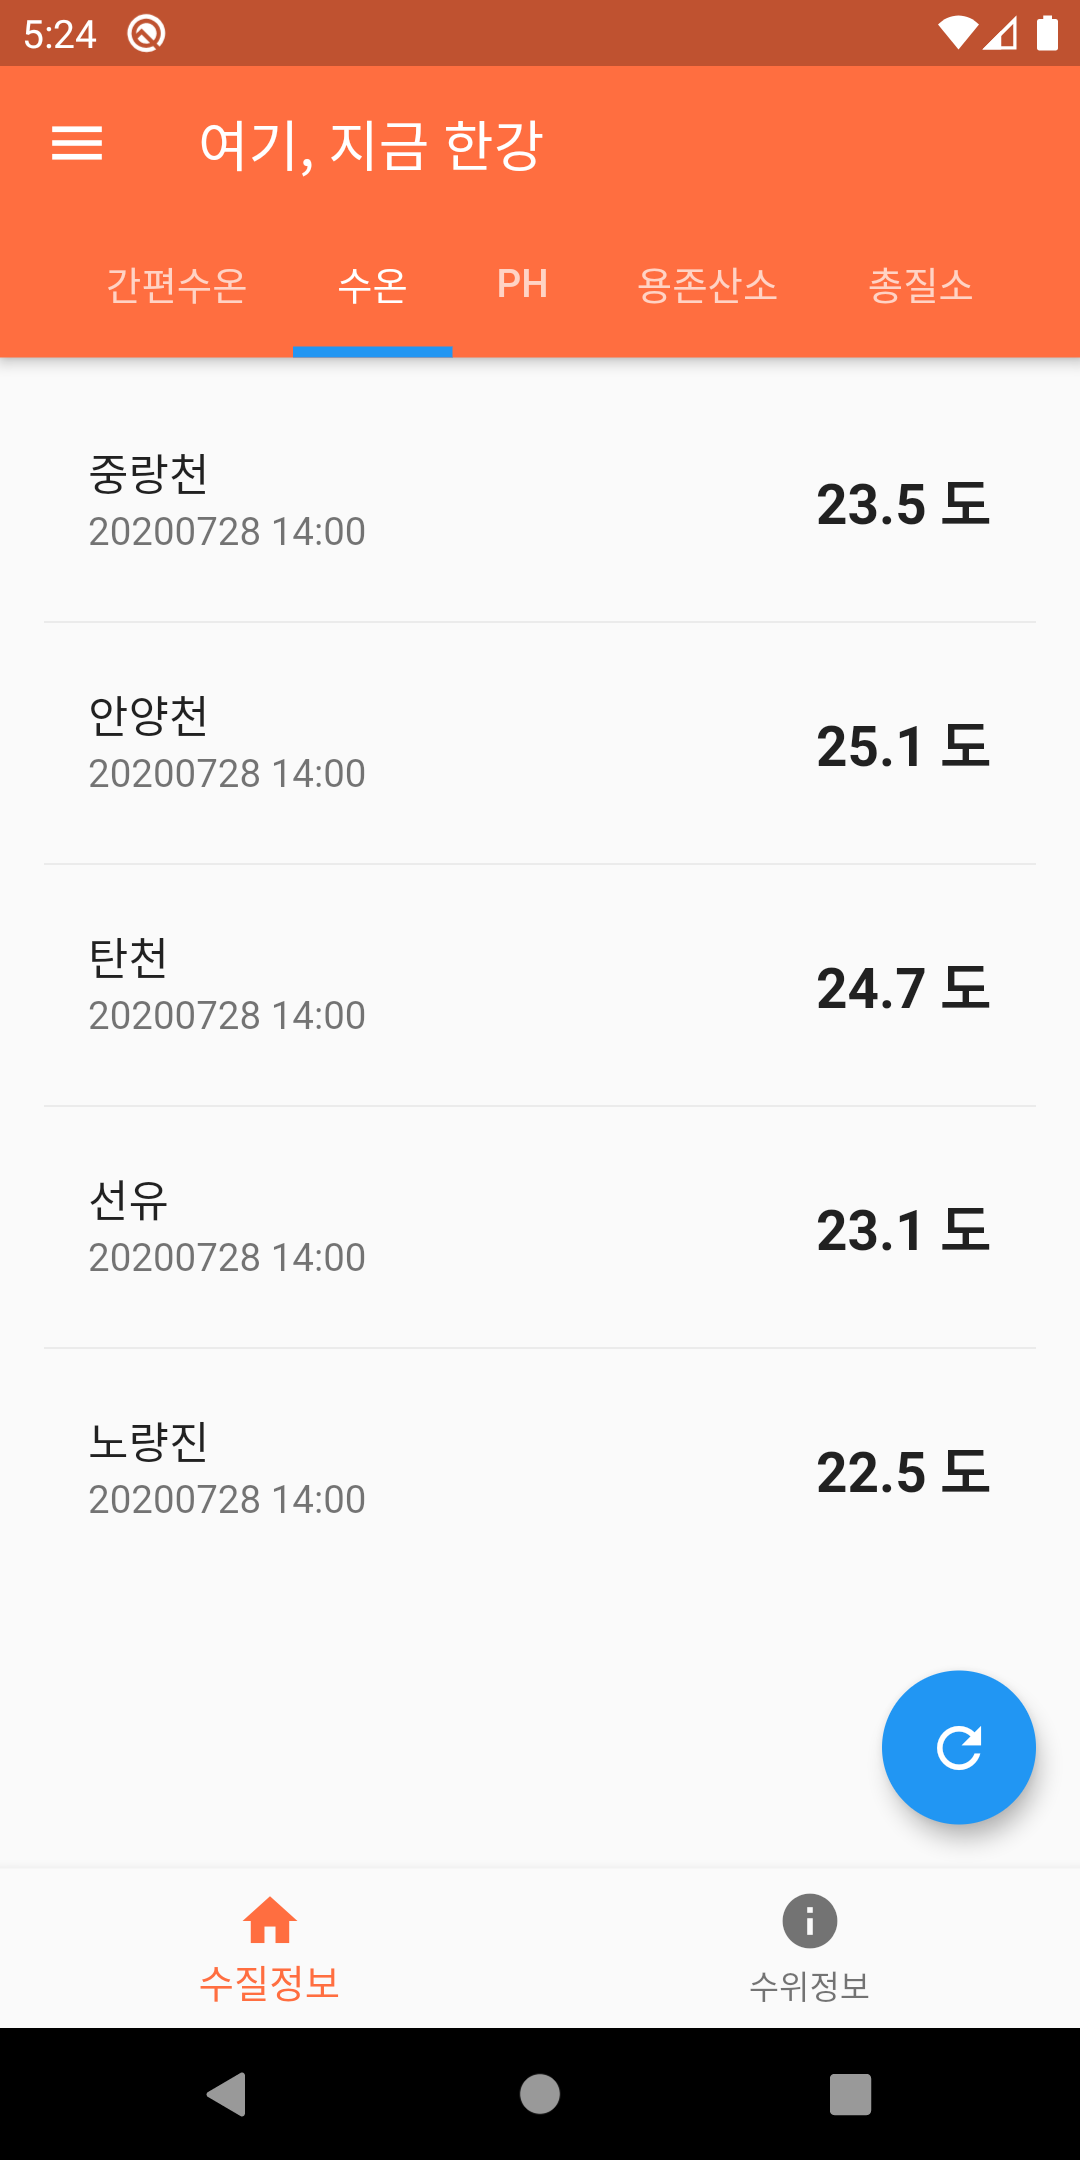 5:24
여기, 지금 한강
간편수온 수온 PH 용존산소 총질소
중랑천
20200728 14:00
23.5 도
안양천
20200728 14:00
25.1 도
탄천
20200728 14:00
24.7 도
선유
20200728 14:00
23.1 도
노량진
20200728 14:00
22.5 도
수질정보 수위정보